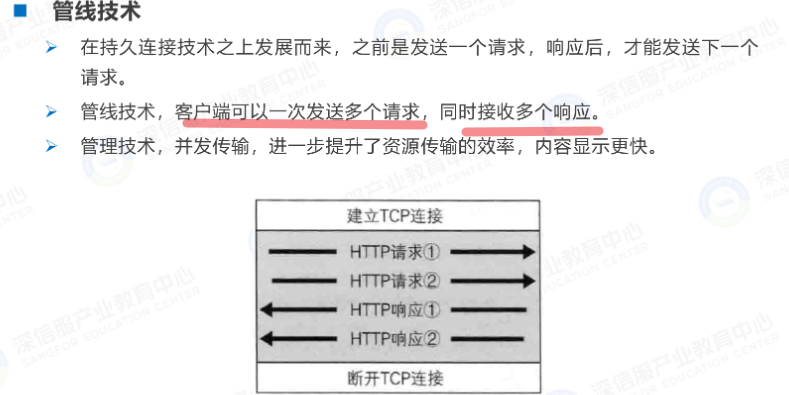 管线技术
在持久连接技术之上发展而来，之前是发送一个请求，响应后，才能发送下一个
请求。
管线技术，客户端可以一次发送多个请求，同时接收多个响应。
管理技术，并发传输，进一步提升了资源传输的效率，内容显示更快。
建立TCP连接
HTTP请求①
HTTP请求②
HTTP响应①
HTTP响应②
断开TCP连接
深信服产业教育中心
SANGFOR EDUCATION CENTER